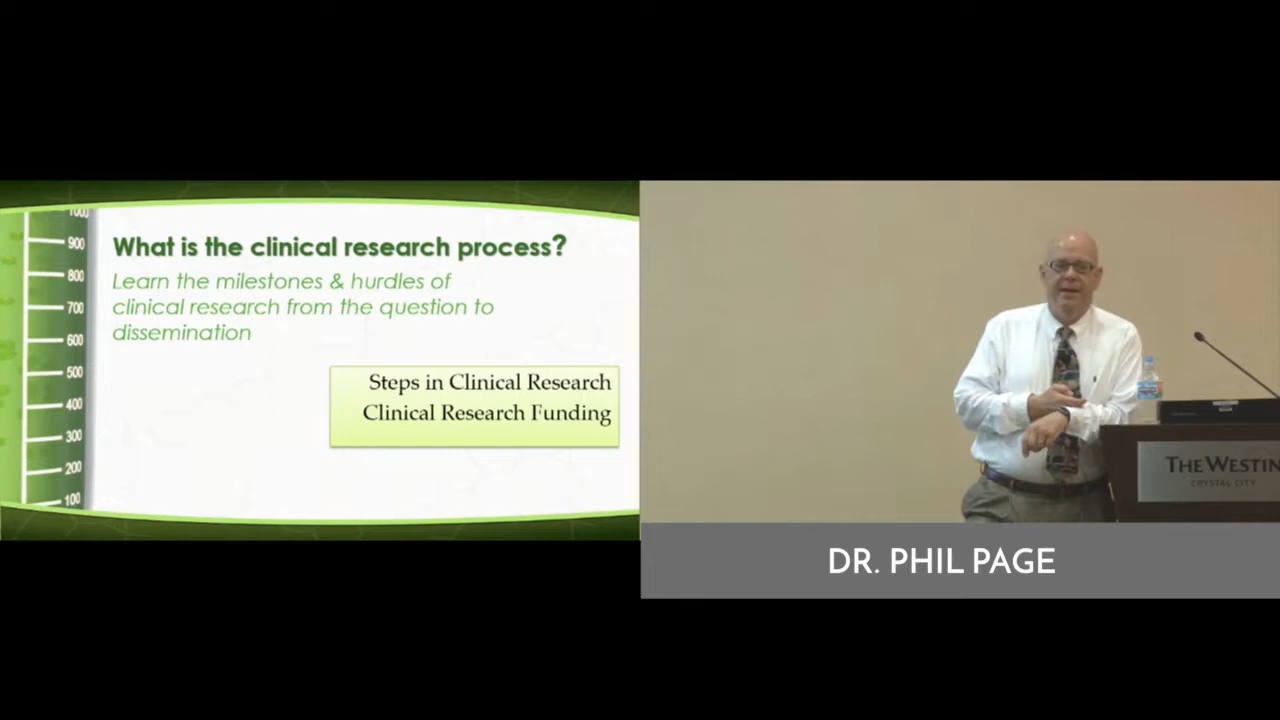 1000
900
800
700
600
500
400
300
200
100
What is the clinical research process?
Learn the milestones & hurdles of
clinical research from the question to
dissemination
Steps in Clinical Research
Clinical Research Funding
THE WESTIN
CRYSTAL CITY
DR. PHIL PAGE